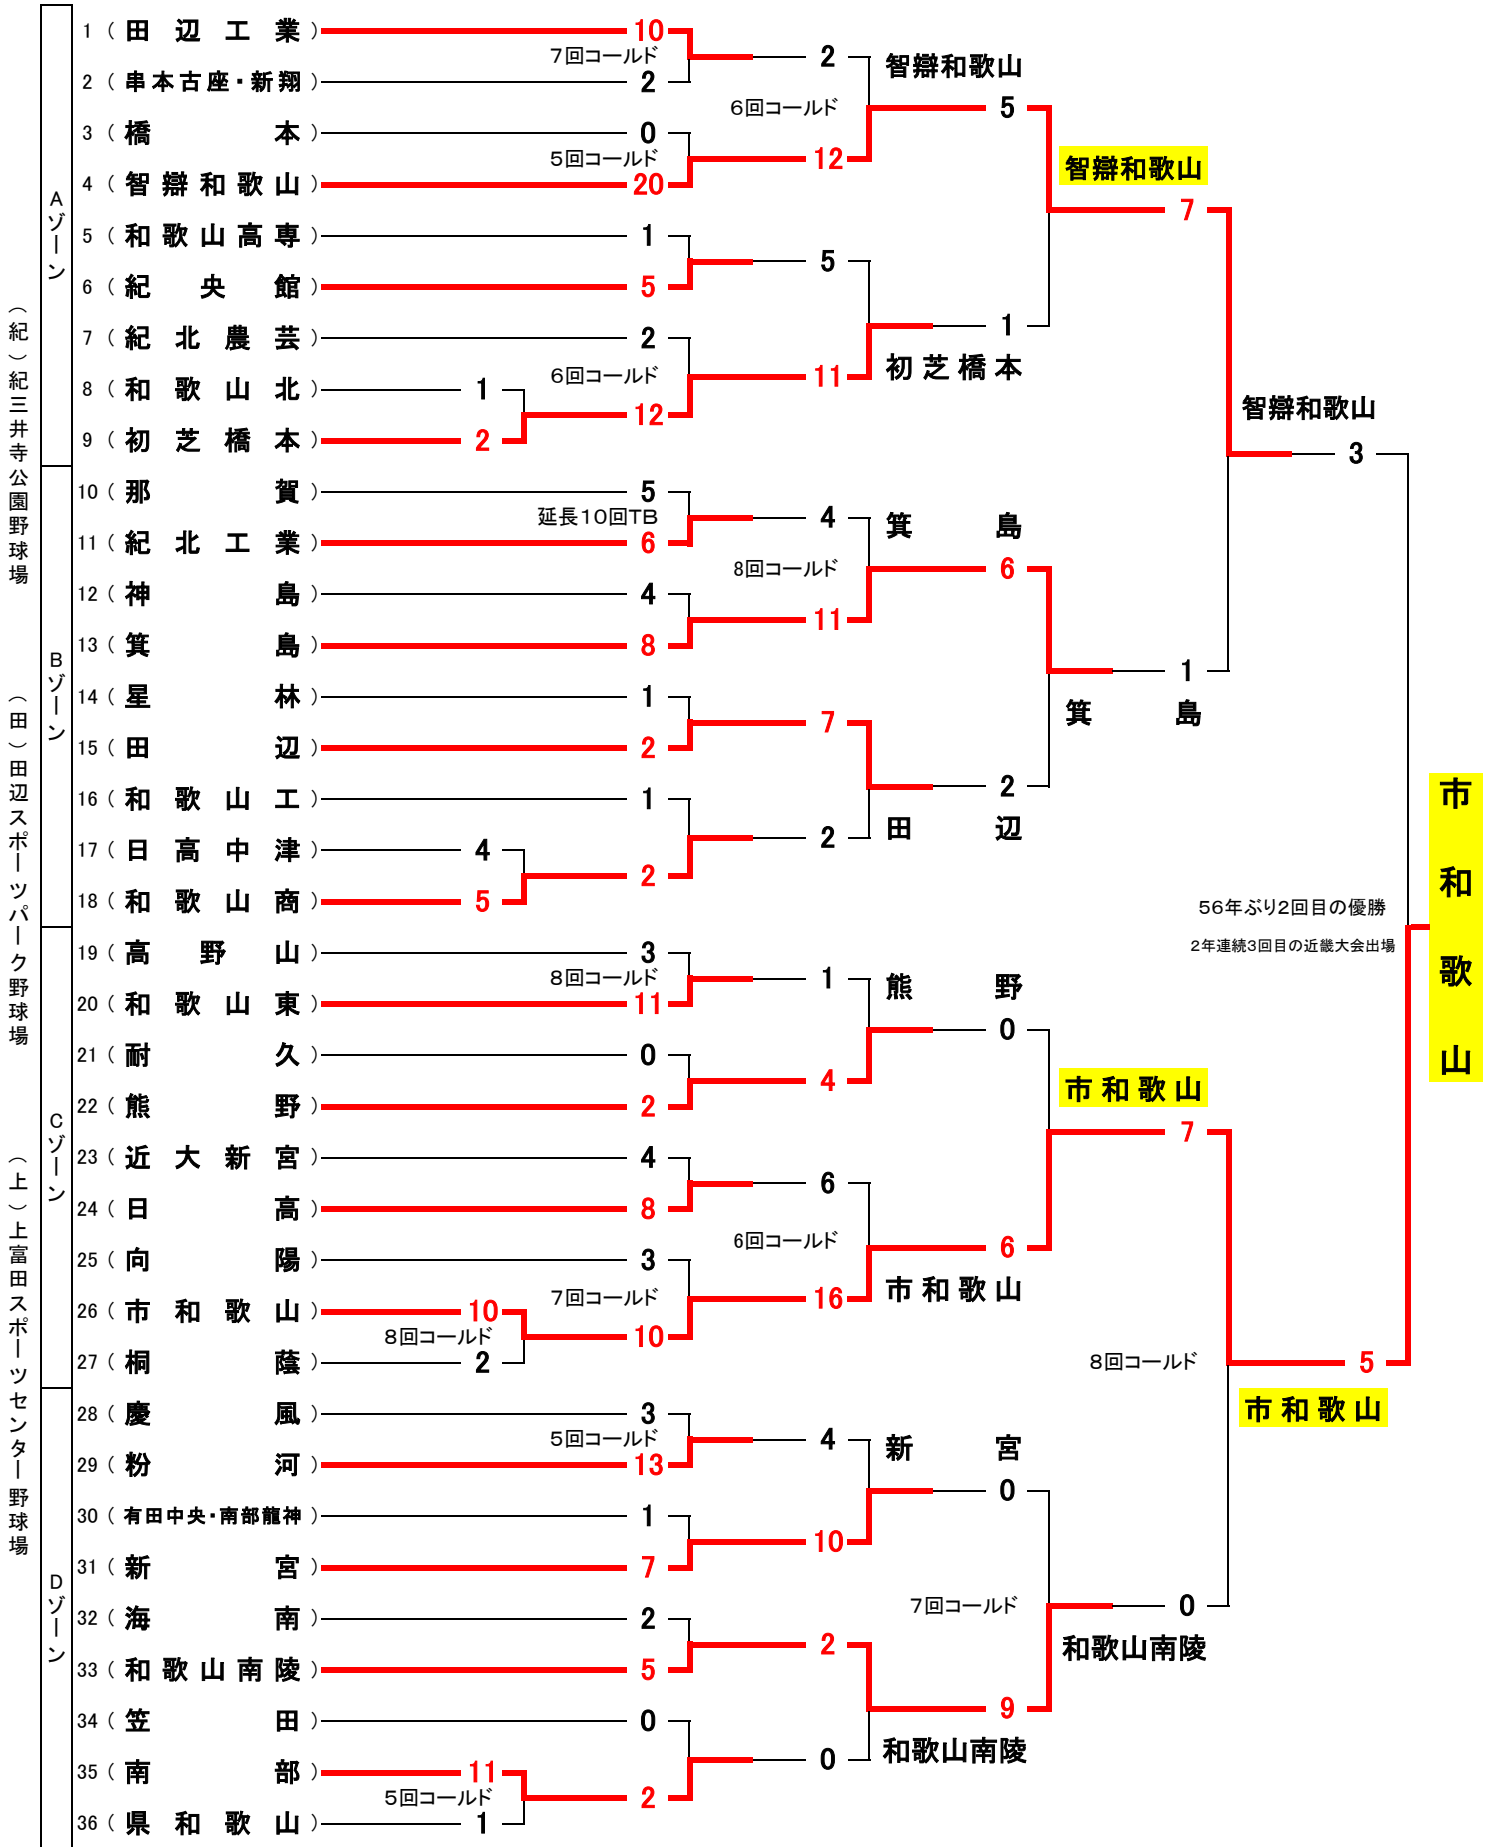 (紀)紀三井寺公園野球場
(田)田辺スポーツパーク野球場
(上)上富田スポーツセンター野球場
Aゾーン
1 ( 田辺工業 ) 10
7回コールド
2 ( 串本古座・新翔 ) 2
2
6回コールド
3 ( 橋本 ) 0
5回コールド
4 ( 智辯和歌山 ) 20
12
智辯和歌山
5
5 ( 和歌山高専 ) 1
6 ( 紀央館 ) 5
5
7 ( 紀北農芸 ) 2
6回コールド
8 ( 和歌山北 ) 1
9 ( 初芝橋本 ) 2
12
11
1
初芝橋本
智辯和歌山
7
Bゾーン
10 ( 那賀 ) 5
延長10回TB
11 ( 紀北工業 ) 6
4
8回コールド
12 ( 神島 ) 4
13 ( 箕島 ) 8
11
箕島
6
14 ( 星林 ) 1
15 ( 田辺 ) 2
7
16 ( 和歌山工 ) 1
17 ( 日高中津 ) 4
18 ( 和歌山商 ) 5
2
2
2
田辺
1
箕島
智辯和歌山
3
Cゾーン
19 ( 高野山 ) 3
8回コールド
20 ( 和歌山東 ) 11
1
21 ( 耐久 ) 0
22 ( 熊野 ) 2
4
熊野
0
23 ( 近大新宮 ) 4
24 ( 日高 ) 8
6
6回コールド
25 ( 向陽 ) 3
7回コールド
26 ( 市和歌山 ) 10
8回コールド
27 ( 桐蔭 ) 2
10
16
6
市和歌山
市和歌山
7
8回コールド
Dゾーン
28 ( 慶風 ) 3
5回コールド
29 ( 粉河 ) 13
4
30 ( 有田中央・南部龍神 ) 1
31 ( 新宮 ) 7
10
新宮
0
7回コールド
32 ( 海南 ) 2
33 ( 和歌山南陵 ) 5
2
34 ( 笠田 ) 0
35 ( 南部 ) 11
5回コールド
36 ( 県和歌山 ) 1
2
0
9
和歌山南陵
0
和歌山南陵
5
市和歌山
56年ぶり2回目の優勝
2年連続3回目の近畿大会出場
市和歌山